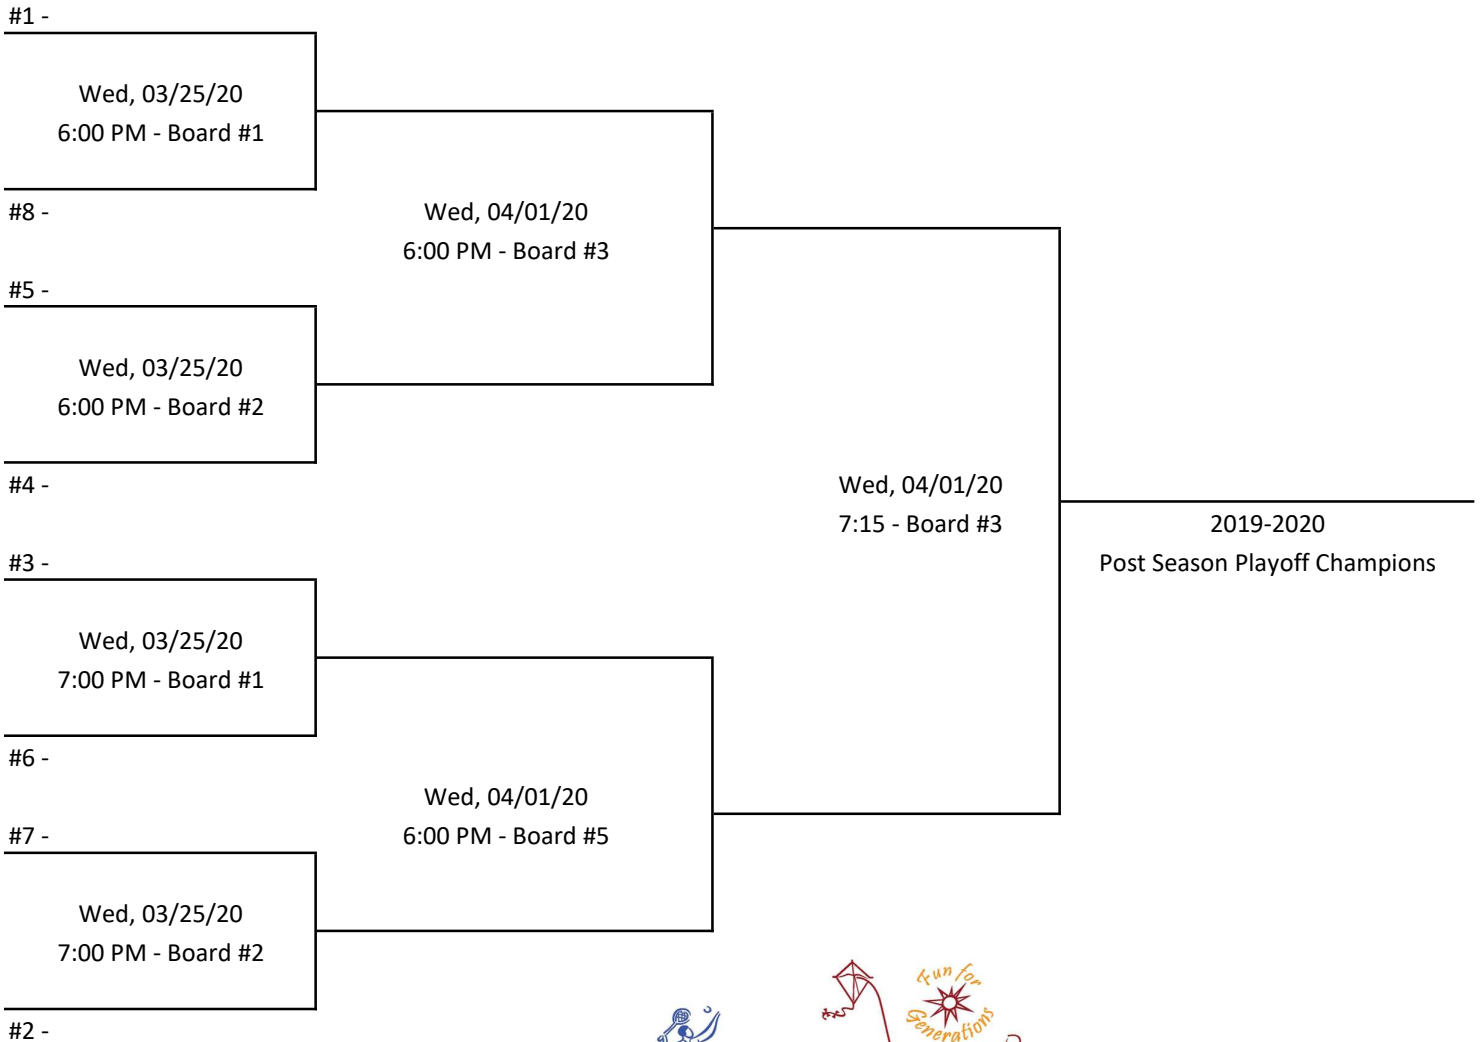 #1 -
Wed, 03/25/20
6:00 PM - Board #1
#8 -
Wed, 04/01/20
6:00 PM - Board #3
#5 -
Wed, 03/25/20
6:00 PM - Board #2
#4 -
Wed, 04/01/20
7:15 - Board #3
2019-2020
Post Season Playoff Champions
#3 -
Wed, 03/25/20
7:00 PM - Board #1
#6 -
Wed, 04/01/20
6:00 PM - Board #5
#7 -
Wed, 03/25/20
7:00 PM - Board #2
#2 -
Fun for
Generations